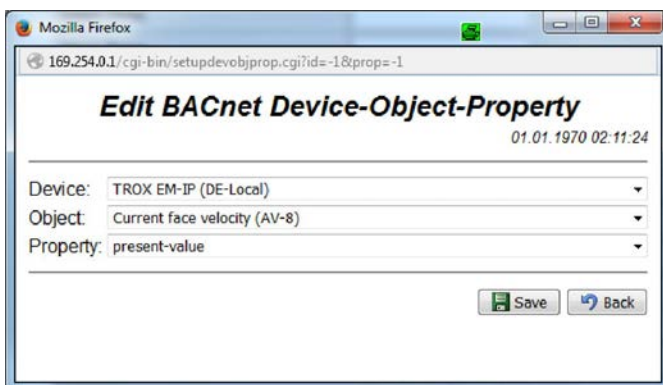 Mozilla Firefox
169.254.0.1/cgi-bin/setupdevobjprop.cgi?id=-1&prop=-1
Edit BACnet Device-Object-Property
01.01.1970 02:11:24
Device: TROX EM-IP (DE-Local)
Object: Current face velocity (AV-8)
Property: present-value
Save Back